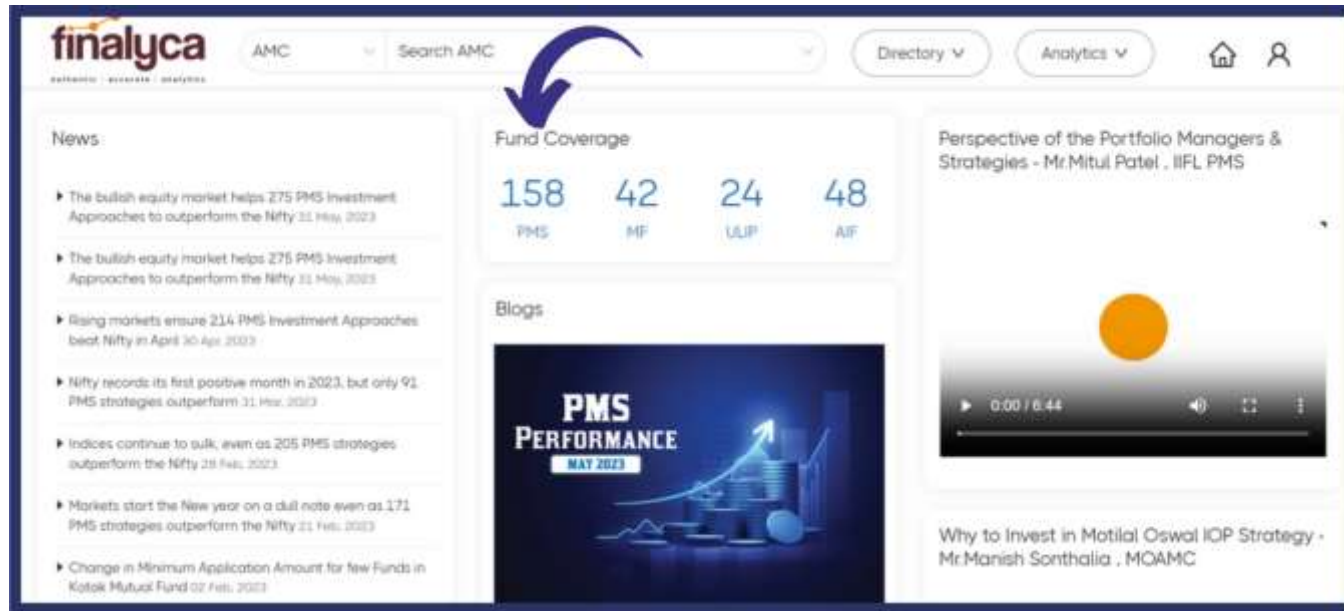 finalyca
authentic | accurate | analytics
AMC
Search AMC
Directory
Analytics
News
The bullish equity market helps 275 PMS Investment
Approaches to outperform the Nifty 31 May, 2023
The bullish equity market helps 275 PMS Investment
Approaches to outperform the Nifty 31 May, 2023
Rising markets ensure 214 PMS Investment Approaches
beat Nifty in April 30 Apr, 2023
Nifty records its first positive month in 2023, but only 91
PMS strategies outperform 31 Mar, 2023
Indices continue to sulk, even as 205 PMS strategies
outperform the Nifty 28 Feb, 2023
Markets start the New year on a dull note even as 171
PMS strategies outperform the Nifty 21 Feb, 2023
Change in Minimum Application Amount for few Funds in
Kotak Mutual Fund 02 Feb, 2023
Fund Coverage
158 42 24 48
PMS MF ULIP AIF
Blogs
PMS
PERFORMANCE
MAY 2023
Perspective of the Portfolio Managers &
Strategies - Mr.Mitul Patel , IIFL PMS
0:00 / 6:44
Why to Invest in Motilal Oswal IOP Strategy -
Mr.Manish Sonthalia , MOAMC